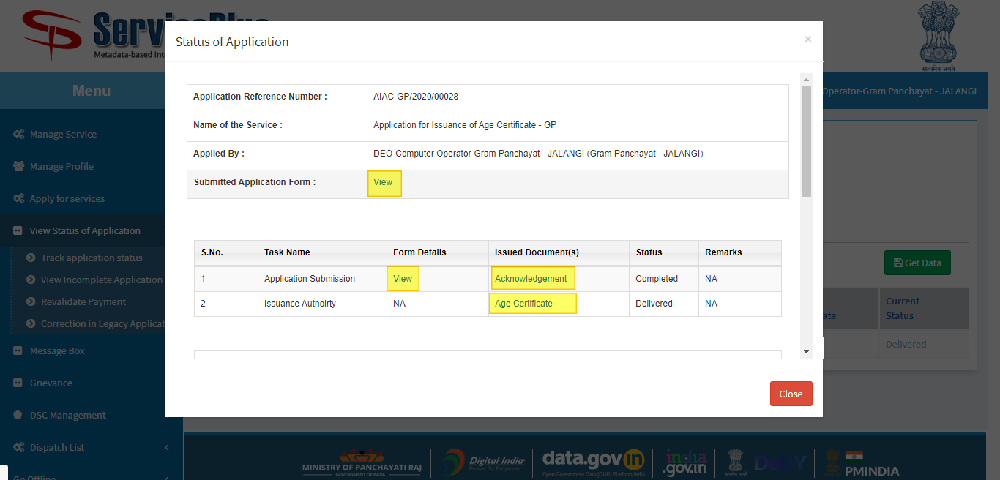 ServicePlus
Metadata-based Int
सत्यमेव जयते
Menu
Operator-Gram Panchayat - JALANGI
Manage Service
Manage Profile
Apply for services
View Status of Application
Track application status
View Incomplete Application
Revalidate Payment
Correction in Legacy Applicat
Message Box
Grievance
DSC Management
Dispatch List
Go Offline
Status of Application
×
Application Reference Number : AIAC-GP/2020/00028
Name of the Service : Application for Issuance of Age Certificate - GP
Applied By : DEO-Computer Operator-Gram Panchayat - JALANGI (Gram Panchayat - JALANGI)
Submitted Application Form : View
S.No. Task Name Form Details Issued Document(s) Status Remarks
1 Application Submission View Acknowledgement Completed NA
2 Issuance Authoirty NA Age Certificate Delivered NA
Close
Get Data
ate
Current
Status
Delivered
MINISTRY OF PANCHAYATI RAJ
GOVERNMENT OF INDIA
Digital India
Power To Empower
data.gov in
Open Government Data (OGD) Platform India
india
.gov.in
DeitY
PMINDIA